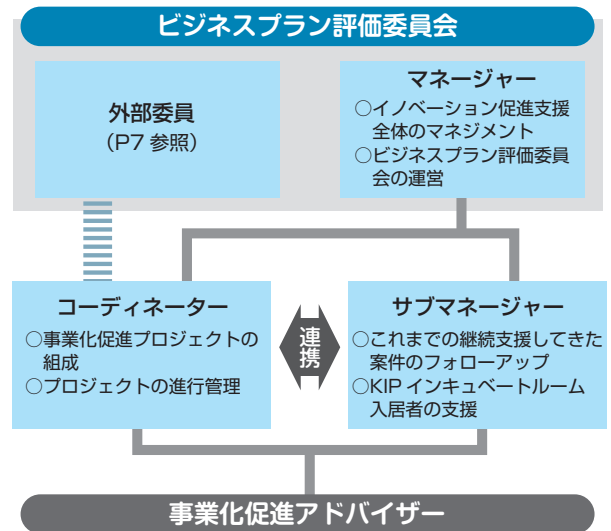 ビジネスプラン評価委員会
外部委員
（P7 参照）
マネージャー
○イノベーション促進支援
全体のマネジメント
○ビジネスプラン評価委員
会の運営
コーディネーター
○事業化促進プロジェクトの
組成
○プロジェクトの進行管理
連携
サブマネージャー
○これまでの継続支援してきた
案件のフォローアップ
○KIP インキュベートルーム
入居者の支援
事業化促進アドバイザー